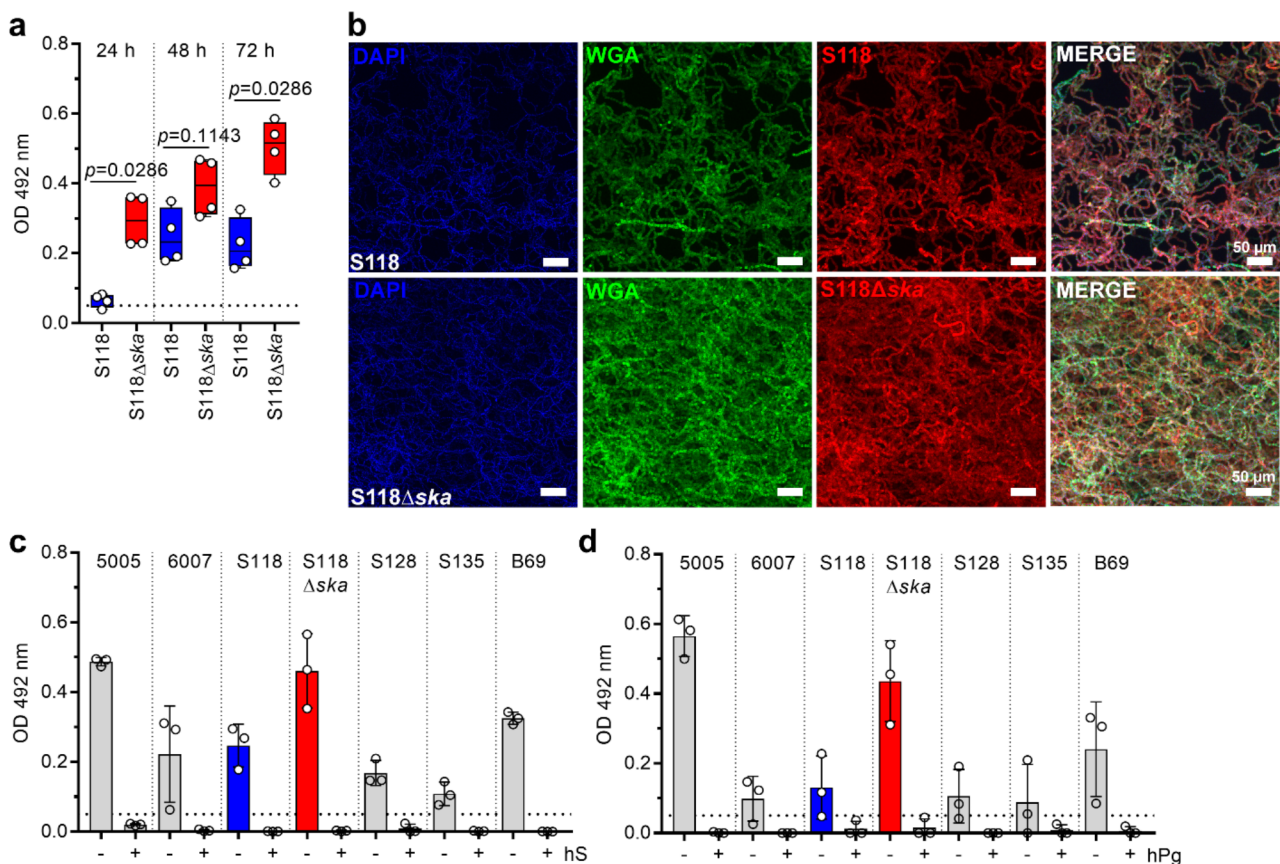 a
24 h 48 h 72 h
0.8
0.6
0.4
0.2
0.0
OD 492 nm
p=0.0286
p=0.1143
p=0.0286
S118
S118Δska
S118
S118Δska
S118
S118Δska
b
DAPI WGA S118 MERGE
S118 50 µm
DAPI WGA S118Δska MERGE
S118Δska 50 µm
c
5005 6007 S118 S118 S128 S135 B69
Δska
0.8
0.6
0.4
0.2
0.0
OD 492 nm
- + - + - + - + - + - + - + hS
d
5005 6007 S118 S118 S128 S135 B69
Δska
0.8
0.6
0.4
0.2
0.0
OD 492 nm
- + - + - + - + - + - + - + hPg